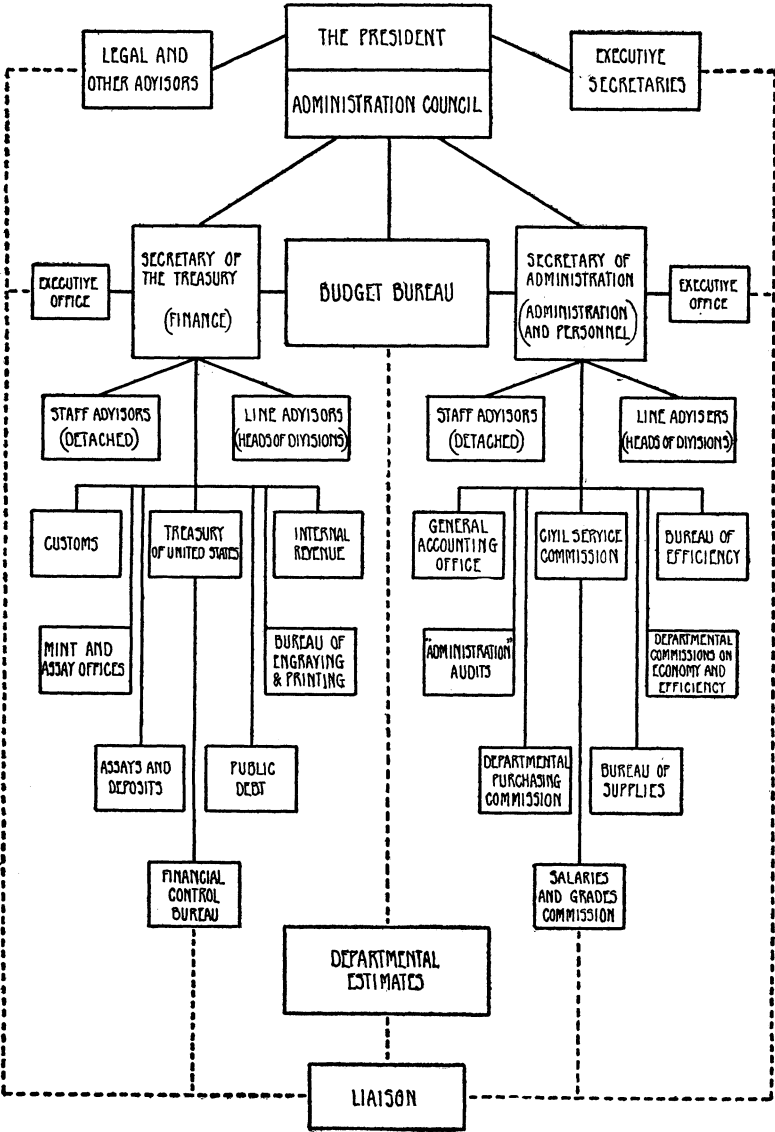 THE PRESIDENT
ADMINISTRATION COUNCIL
LEGAL AND
OTHER ADVISORS
EXECUTIVE
SECRETARIES
SECRETARY OF
THE TREASURY
(FINANCE)
BUDGET BUREAU
SECRETARY OF
ADMINISTRATION
(ADMINISTRATION
AND PERSONNEL)
EXECUTIVE
OFFICE
EXECUTIVE
OFFICE
STAFF ADVISORS
(DETACHED)
LINE ADVISORS
(HEADS OF DIVISIONS)
STAFF ADVISORS
(DETACHED)
LINE ADVISERS
(HEADS OF DIVISIONS)
CUSTOMS
TREASURY
OF UNITED STATES
INTERNAL
REVENUE
GENERAL
ACCOUNTING
OFFICE
CIVIL SERVICE
COMMISSION
BUREAU OF
EFFICIENCY
MINT AND
ASSAY OFFICES
BUREAU OF
ENGRAVING
& PRINTING
"ADMINISTRATION"
AUDITS
DEPARTMENTAL
COMMISSIONS ON
ECONOMY AND
EFFICIENCY
ASSAYS AND
DEPOSITS
PUBLIC
DEBT
DEPARTMENTAL
PURCHASING
COMMISSION
BUREAU OF
SUPPLIES
FINANCIAL
CONTROL
BUREAU
SALARIES
AND GRADES
COMMISSION
DEPARTMENTAL
ESTIMATES
LIAISON